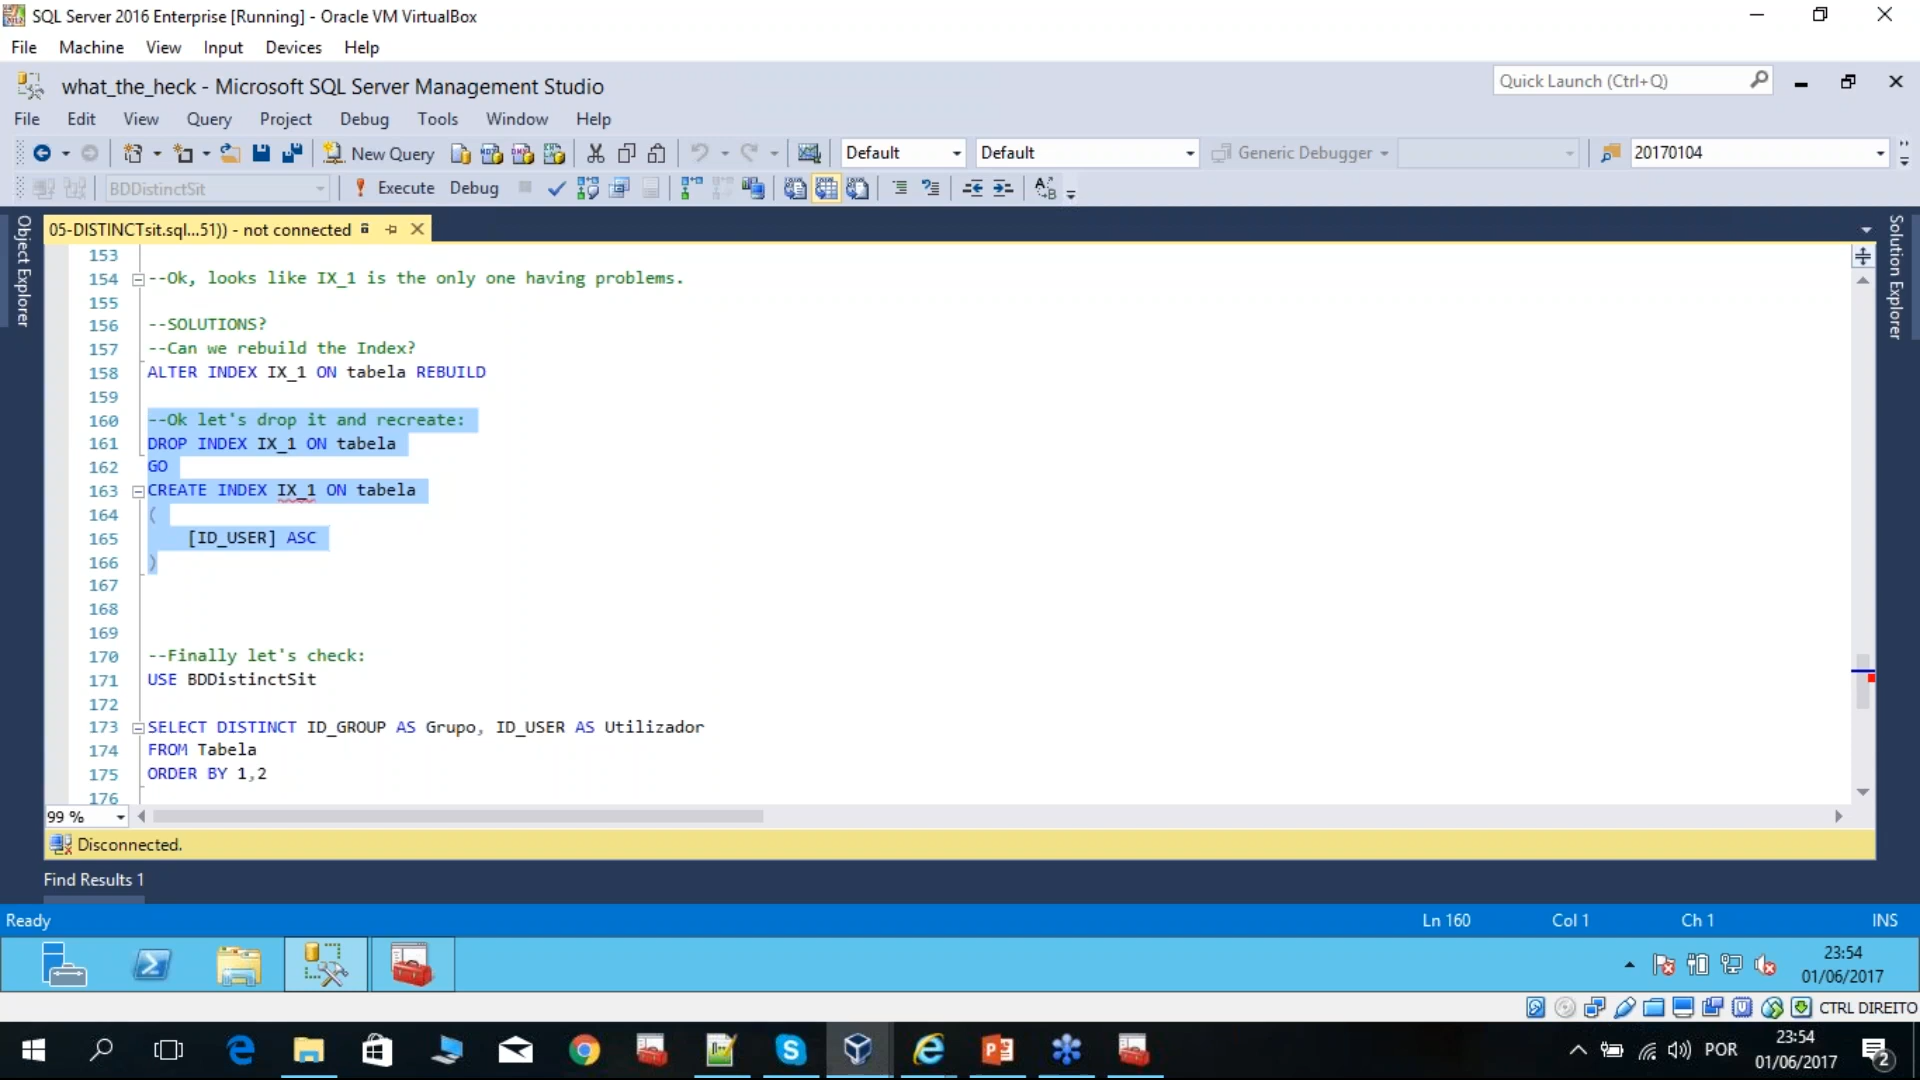 SQL Server 2016 Enterprise [Running] - Oracle VM VirtualBox
File Machine View Input Devices Help
what_the_heck - Microsoft SQL Server Management Studio
Quick Launch (Ctrl+Q)
File Edit View Query Project Debug Tools Window Help
New Query Default Default Generic Debugger 20170104
BDDistinctSit Execute Debug
Object Explorer
Solution Explorer
05-DISTINCTsit.sql...51)) - not connected
153
154 --Ok, looks like IX_1 is the only one having problems.
155
156 --SOLUTIONS?
157 --Can we rebuild the Index?
158 ALTER INDEX IX_1 ON tabela REBUILD
159
160 --Ok let's drop it and recreate:
161 DROP INDEX IX_1 ON tabela
162 GO
163 CREATE INDEX IX_1 ON tabela
164 (
165 [ID_USER] ASC
166 )
167
168
169
170 --Finally let's check:
171 USE BDDistinctSit
172
173 SELECT DISTINCT ID_GROUP AS Grupo, ID_USER AS Utilizador
174 FROM Tabela
175 ORDER BY 1,2
176
99 %
Disconnected.
Find Results 1
Ready Ln 160 Col 1 Ch 1 INS
23:54
01/06/2017
CTRL DIREITO
23:54
POR
01/06/2017
2